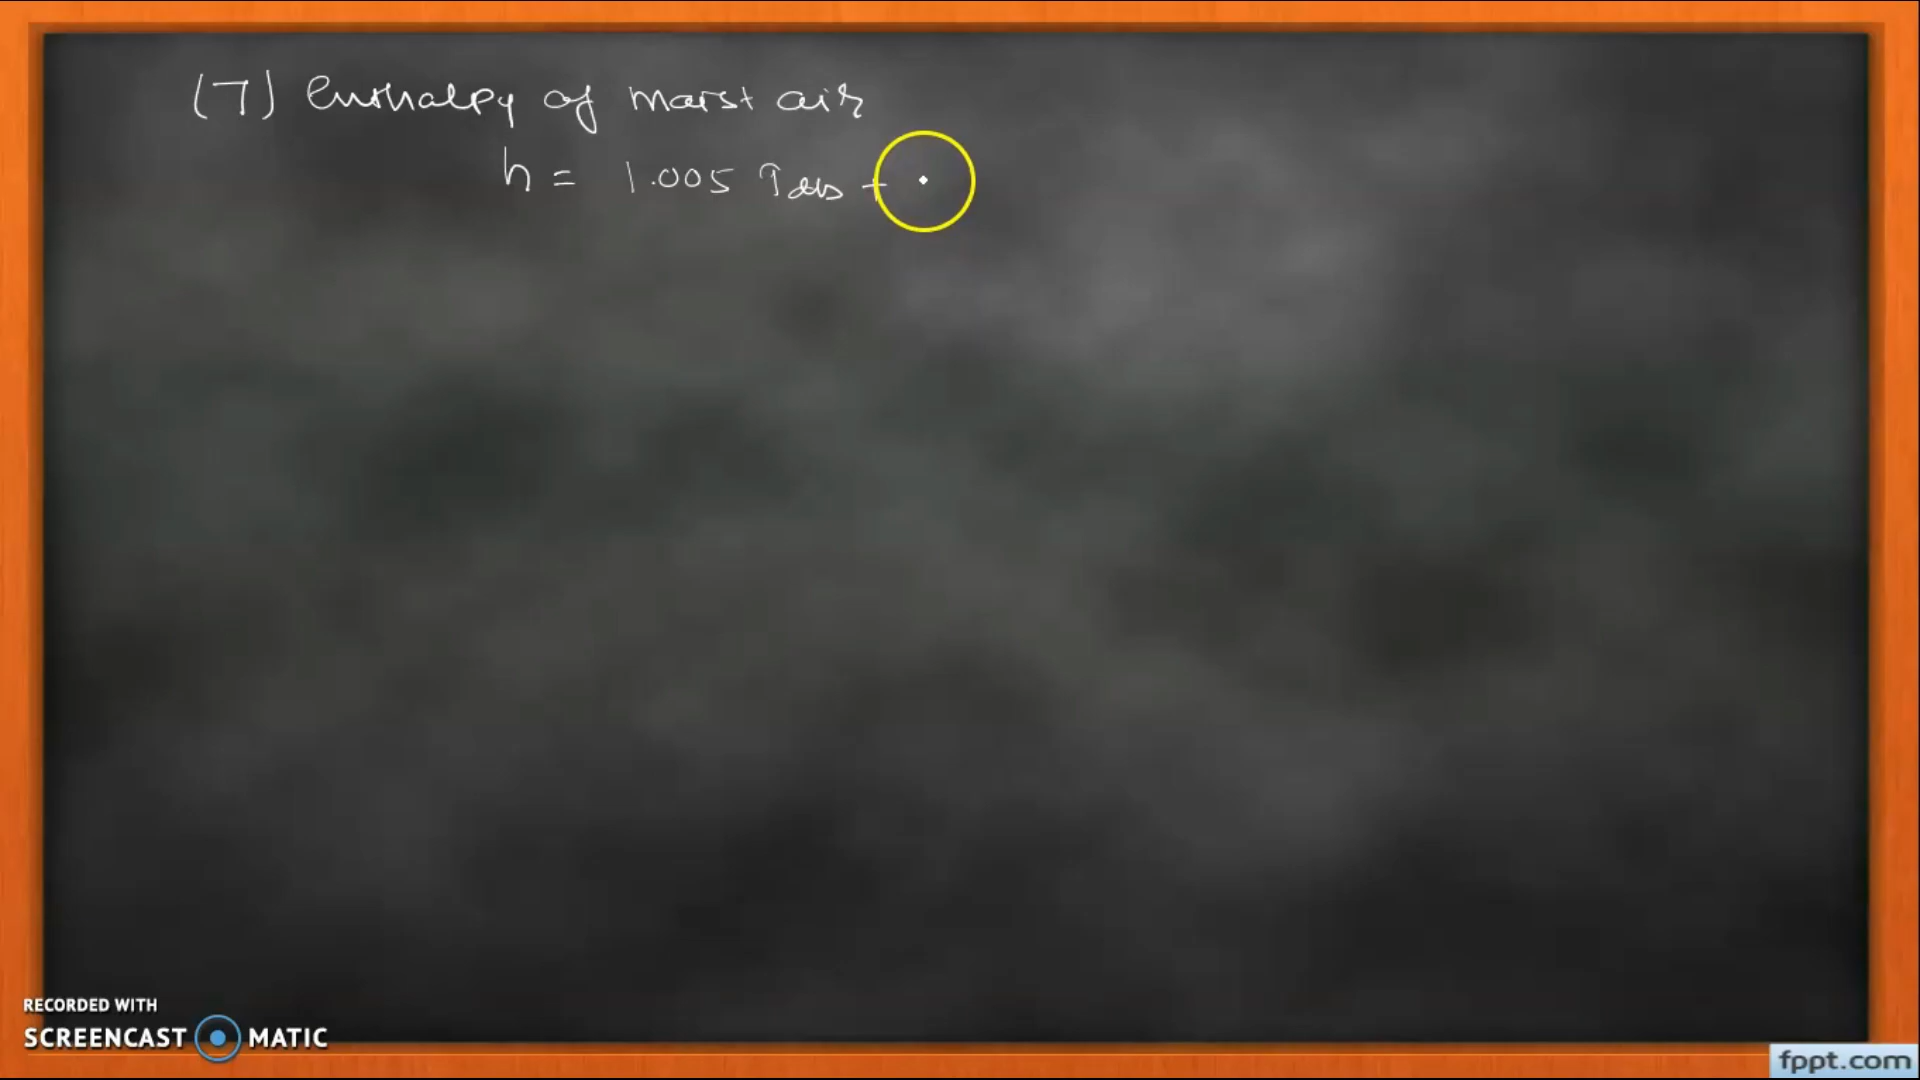 (7) Enthalpy of moist air
h = 1.005 Tdb +
RECORDED WITH
SCREENCAST MATIC
fppt.com